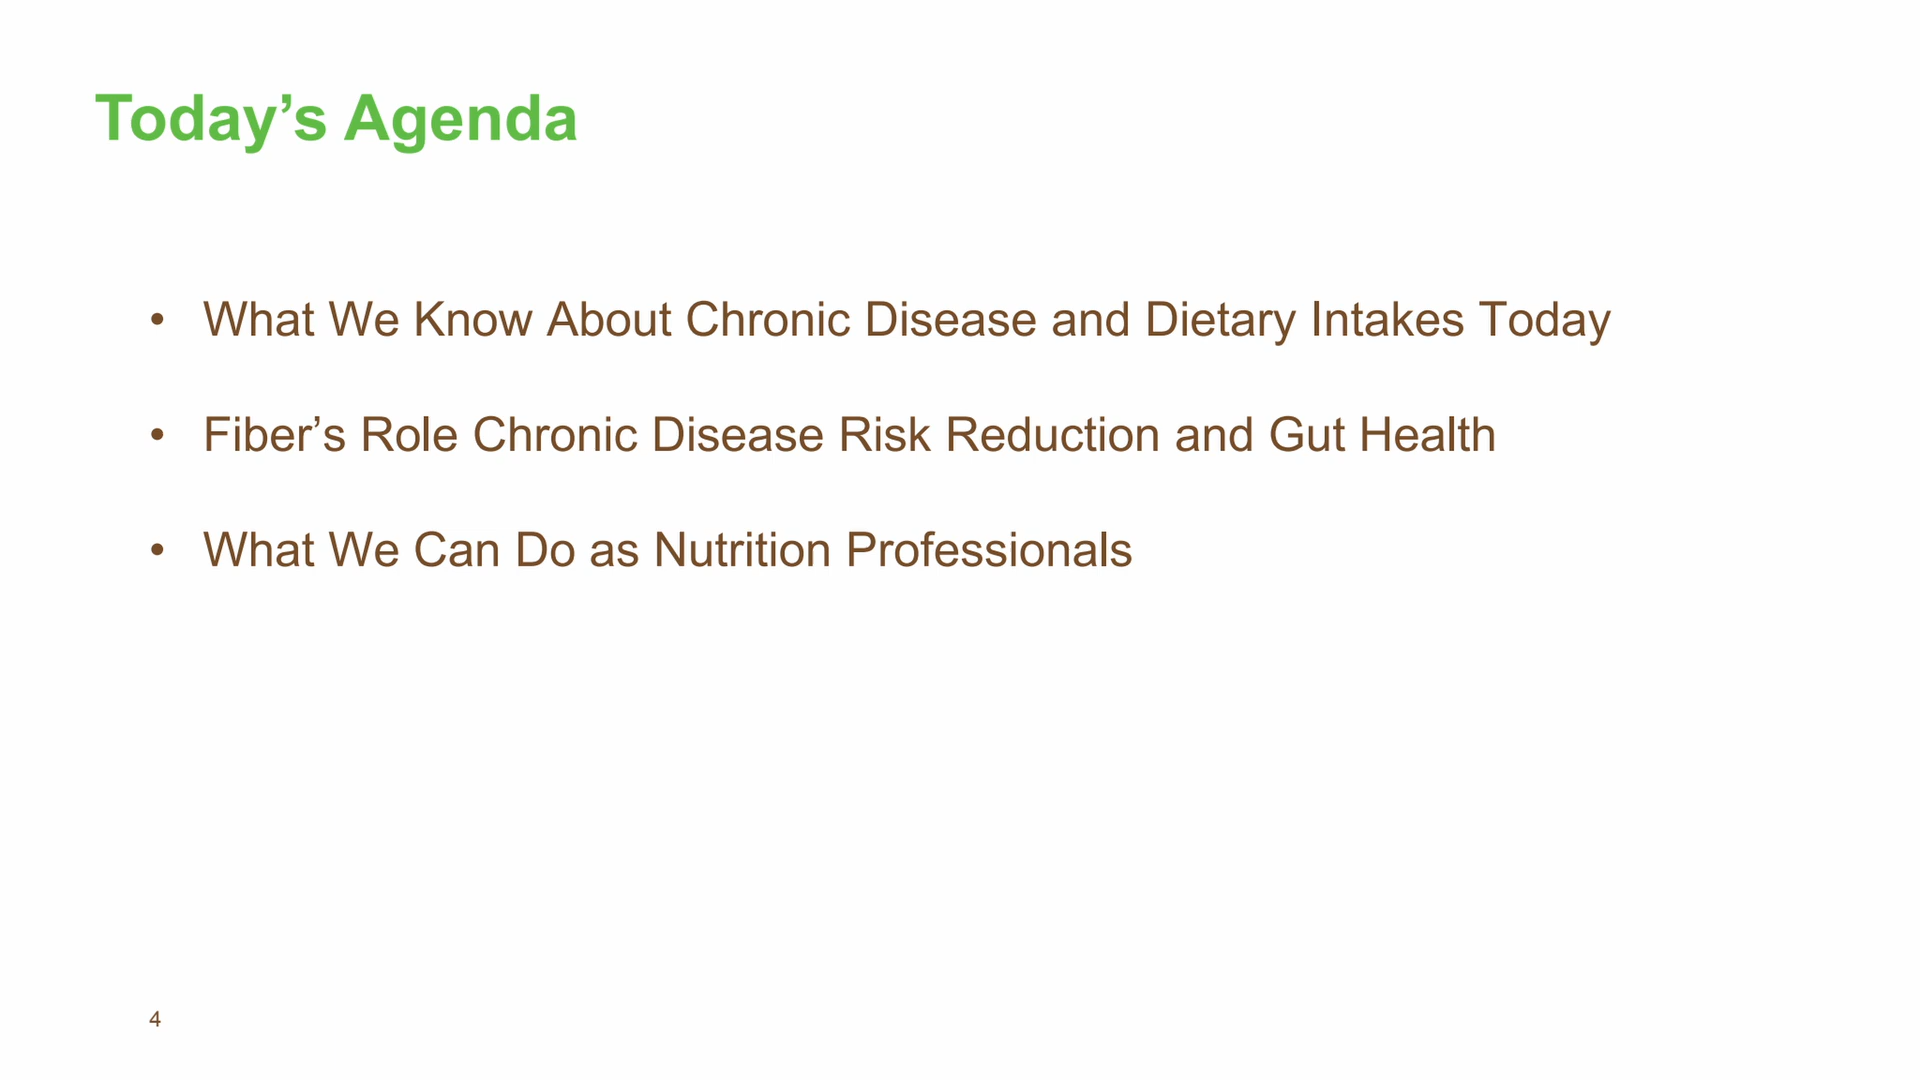 Today’s Agenda
• What We Know About Chronic Disease and Dietary Intakes Today
• Fiber’s Role Chronic Disease Risk Reduction and Gut Health
• What We Can Do as Nutrition Professionals
4